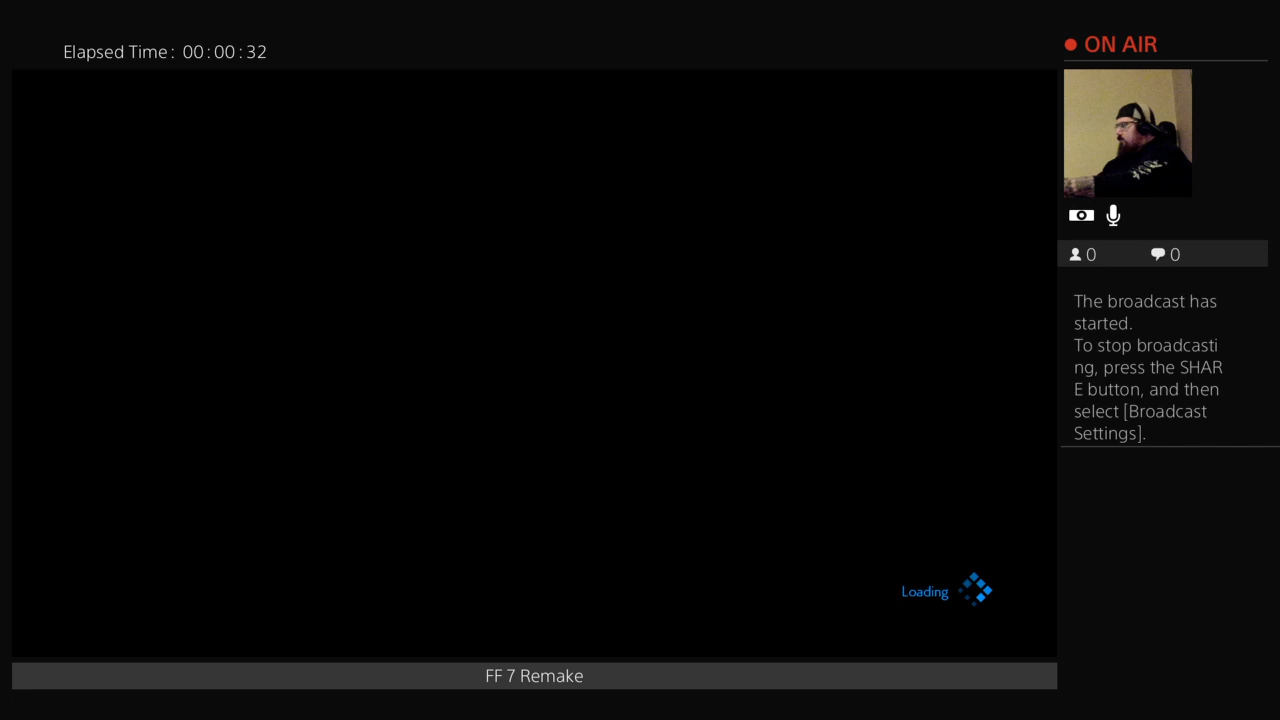 Elapsed Time: 00:00:32
ON AIR
0 0
The broadcast has
started.
To stop broadcasti
ng, press the SHAR
E button, and then
select [Broadcast
Settings].
Loading
FF 7 Remake